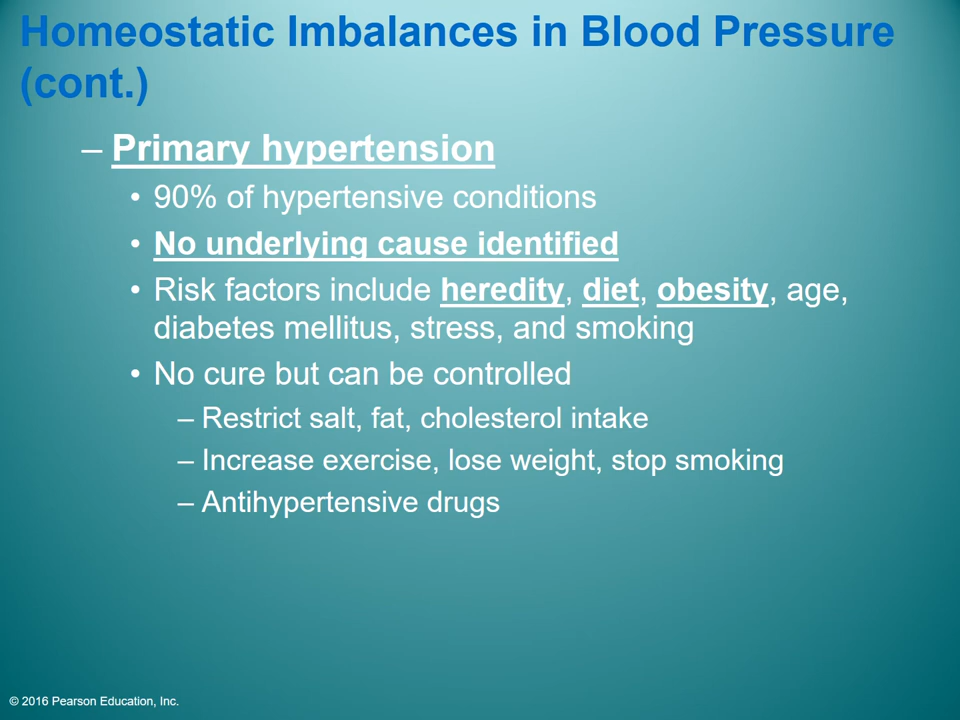 Homeostatic Imbalances in Blood Pressure
(cont.)
– Primary hypertension
• 90% of hypertensive conditions
• No underlying cause identified
• Risk factors include heredity, diet, obesity, age,
diabetes mellitus, stress, and smoking
• No cure but can be controlled
– Restrict salt, fat, cholesterol intake
– Increase exercise, lose weight, stop smoking
– Antihypertensive drugs
© 2016 Pearson Education, Inc.